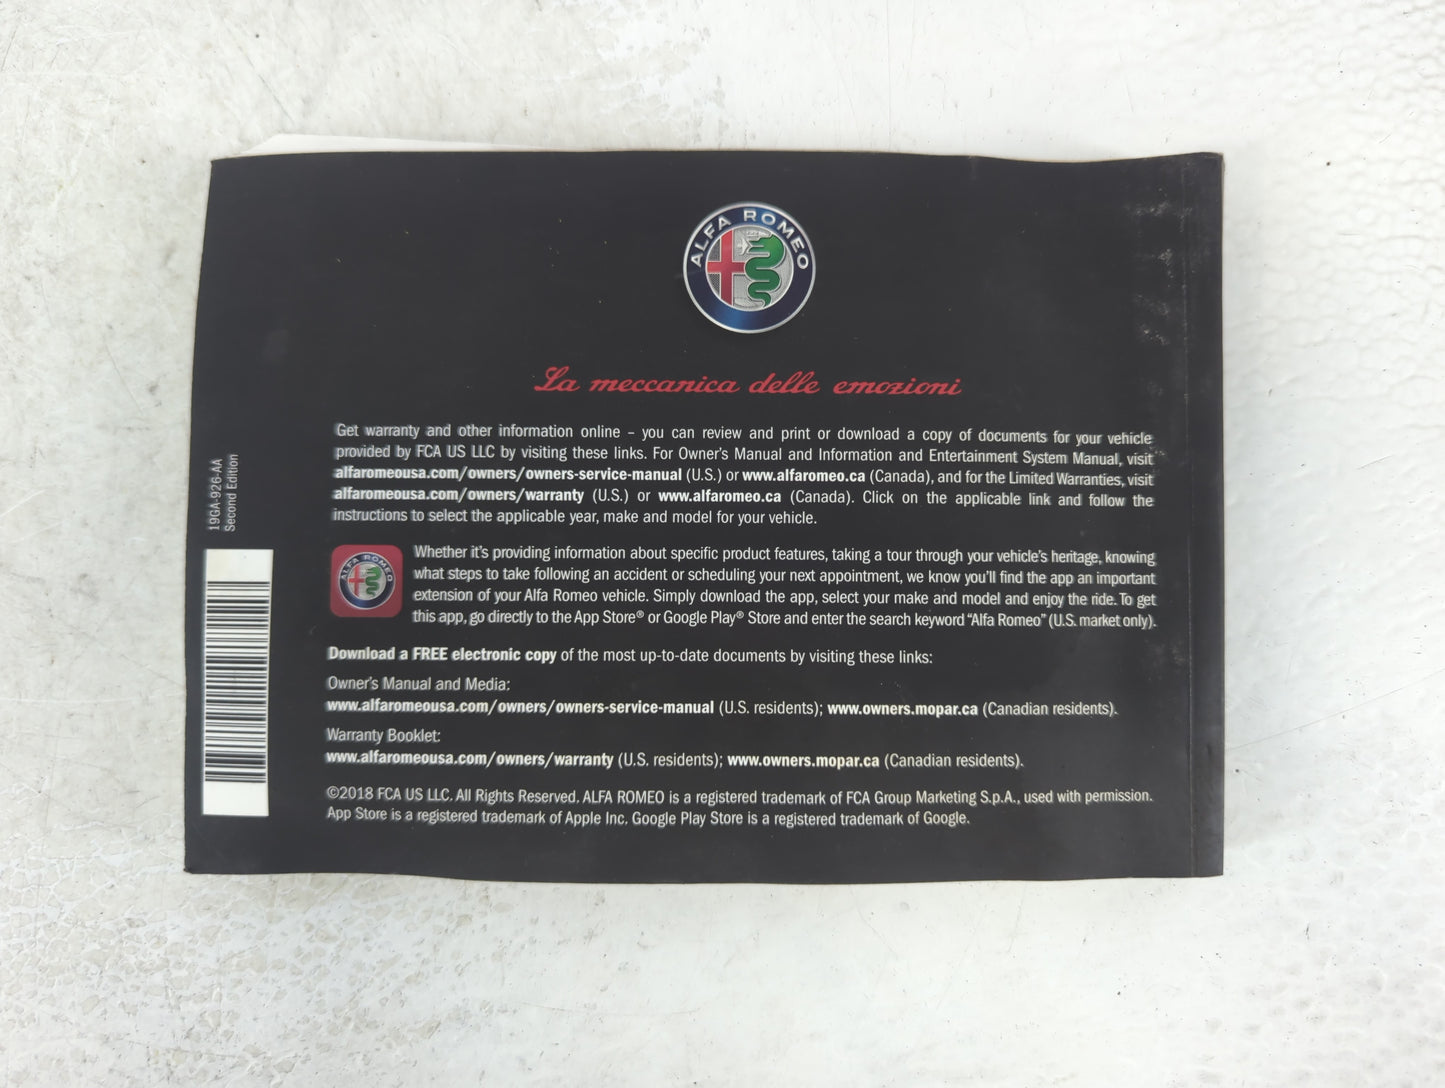 ALFA ROMEO
La meccanica delle emozioni
Get warranty and other information online – you can review and print or download a copy of documents for your vehicle
provided by FCA US LLC by visiting these links. For Owner's Manual and Information and Entertainment System Manual, visit
alfaromeousa.com/owners/owners-service-manual (U.S.) or www.alfaromeo.ca (Canada), and for the Limited Warranties, visit
alfaromeousa.com/owners/warranty (U.S.) or www.alfaromeo.ca (Canada). Click on the applicable link and follow the
instructions to select the applicable year, make and model for your vehicle.
ALFA ROMEO
Whether it's providing information about specific product features, taking a tour through your vehicle's heritage, knowing
what steps to take following an accident or scheduling your next appointment, we know you'll find the app an important
extension of your Alfa Romeo vehicle. Simply download the app, select your make and model and enjoy the ride. To get
this app, go directly to the App Store® or Google Play® Store and enter the search keyword “Alfa Romeo” (U.S. market only).
Download a FREE electronic copy of the most up-to-date documents by visiting these links:
Owner's Manual and Media:
www.alfaromeousa.com/owners/owners-service-manual (U.S. residents); www.owners.mopar.ca (Canadian residents).
Warranty Booklet:
www.alfaromeousa.com/owners/warranty (U.S. residents); www.owners.mopar.ca (Canadian residents).
©2018 FCA US LLC. All Rights Reserved. ALFA ROMEO is a registered trademark of FCA Group Marketing S.p.A., used with permission.
App Store is a registered trademark of Apple Inc. Google Play Store is a registered trademark of Google.
19GA-926-AA
Second Edition